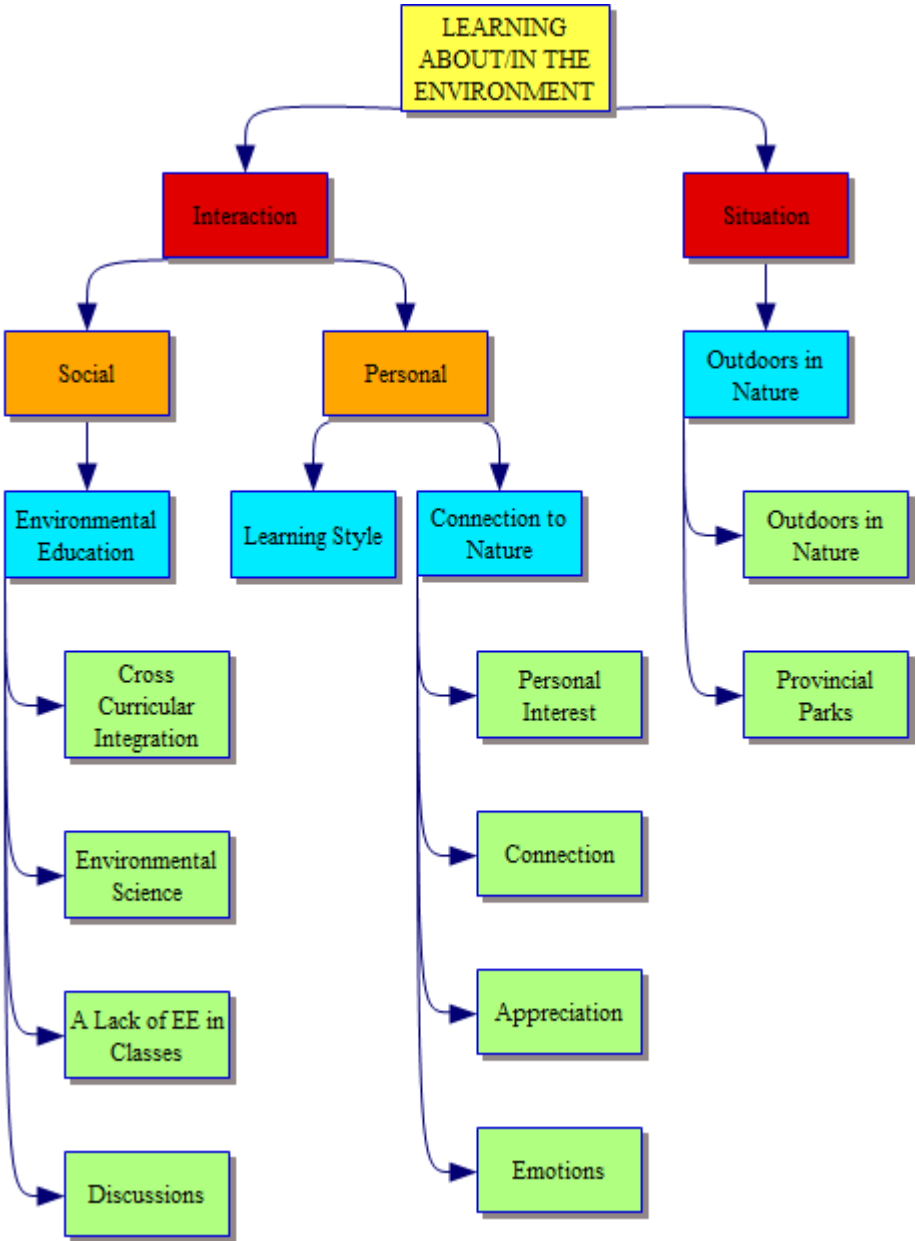 LEARNING
ABOUT/IN THE
ENVIRONMENT
Interaction
Situation
Social
Personal
Outdoors in
Nature
Environmental
Education
Learning Style
Connection to
Nature
Outdoors in
Nature
Cross
Curricular
Integration
Personal
Interest
Provincial
Parks
Environmental
Science
Connection
A Lack of EE in
Classes
Appreciation
Discussions
Emotions